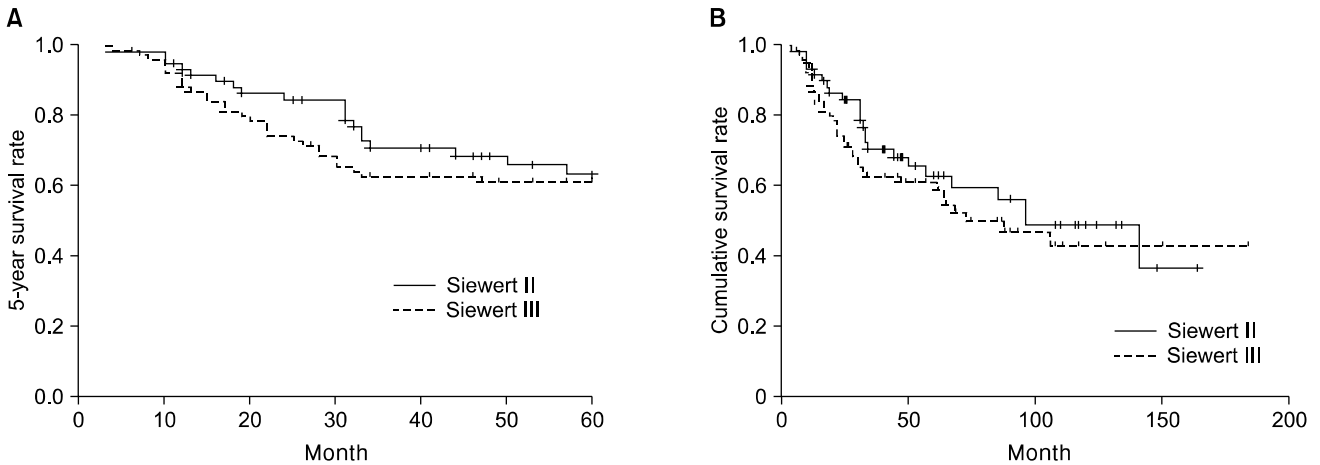 A
5-year survival rate
1.0
0.8
0.6
0.4
0.2
0.0
Siewert II
Siewert III
0 10 20 30 40 50 60
Month
B
Cumulative survival rate
1.0
0.8
0.6
0.4
0.2
0.0
Siewert II
Siewert III
0 50 100 150 200
Month